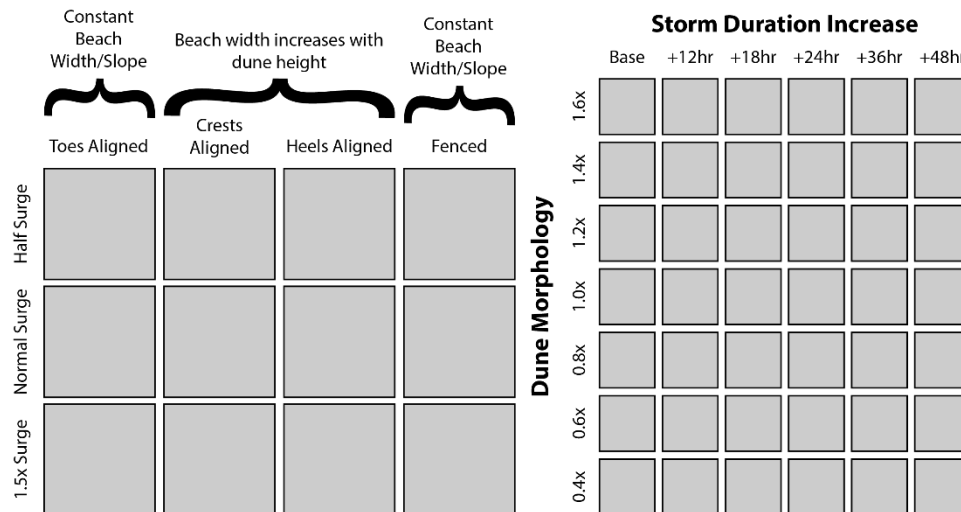 Constant
Beach
Width/Slope
Beach width increases with
dune height
Constant
Beach
Width/Slope
Toes Aligned
Crests
Aligned
Heels Aligned
Fenced
Half Surge
Normal Surge
1.5x Surge
Storm Duration Increase
Base +12hr +18hr +24hr +36hr +48hr
Dune Morphology
1.6x
1.4x
1.2x
1.0x
0.8x
0.6x
0.4x